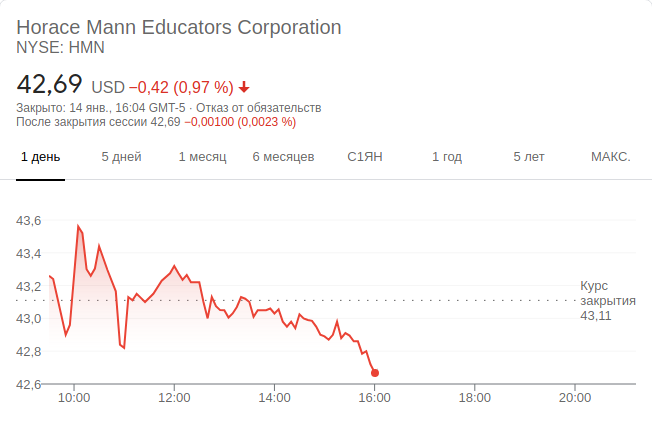 Horace Mann Educators Corporation
NYSE: HMN
42,69 USD −0,42 (0,97 %)
Закрыто: 14 янв., 16:04 GMT-5 · Отказ от обязательств
После закрытия сессии 42,69 −0,00100 (0,0023 %)
1 день 5 дней 1 месяц 6 месяцев С1ЯН 1 год 5 лет МАКС.
43,6
43,4
43,2
43,0
42,8
42,6
Курс
закрытия
43,11
10:00 12:00 14:00 16:00 18:00 20:00